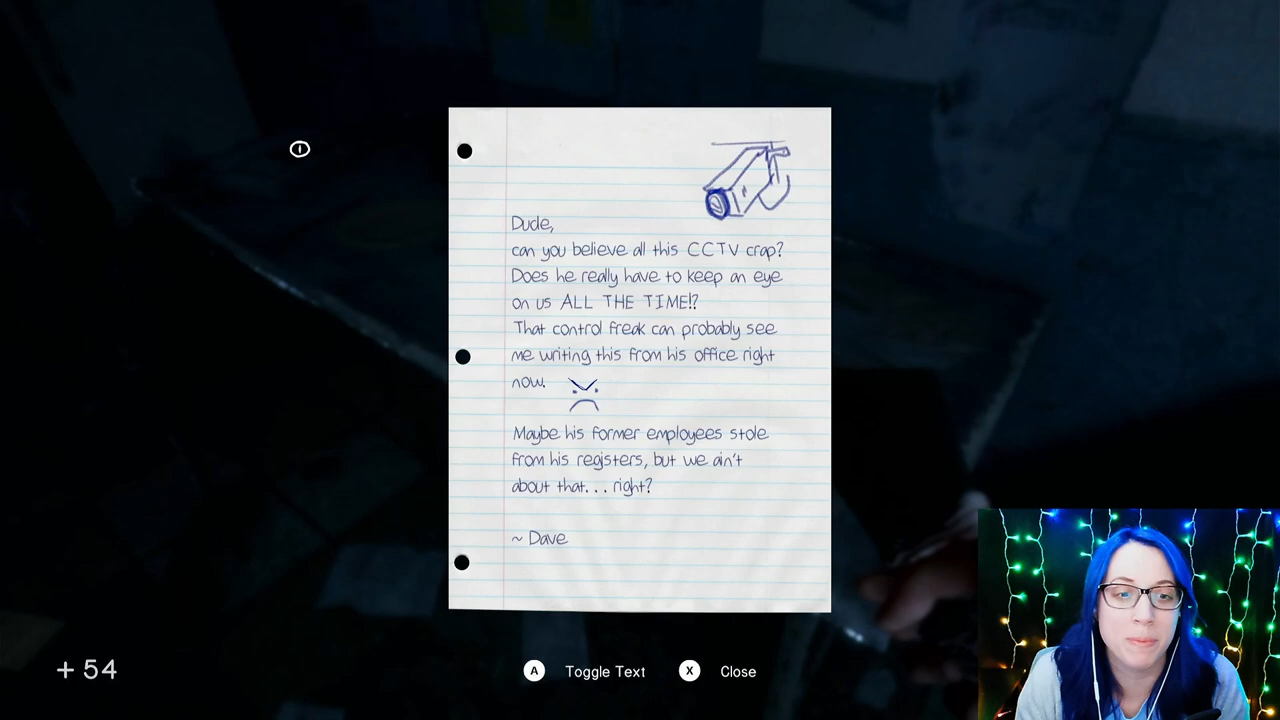 Dude,
can you believe all this CCTV crap?
Does he really have to keep an eye
on us ALL THE TIME!?
That control freak can probably see
me writing this from his office right
now.
Maybe his former employees stole
from his registers, but we ain't
about that... right?
~ Dave
+ 54
A Toggle Text X Close